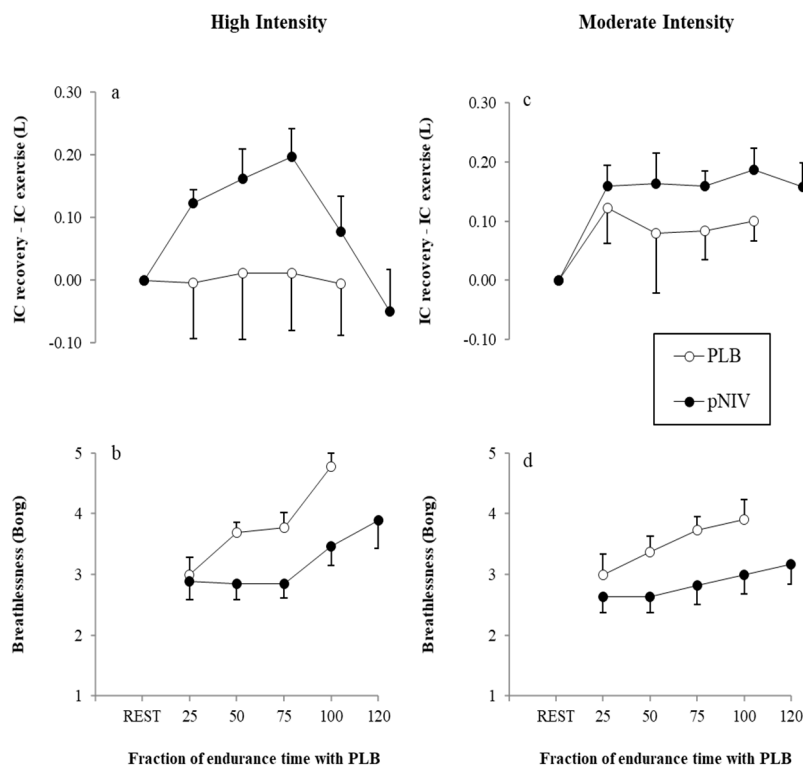 High Intensity
Moderate Intensity
a
IC recovery - IC exercise (L)
0.30
0.20
0.10
0.00
-0.10
c
IC recovery - IC exercise (L)
0.30
0.20
0.10
0.00
-0.10
PLB
pNIV
b
Breathlessness (Borg)
5
4
3
2
1
REST 25 50 75 100 120
Fraction of endurance time with PLB
d
Breathlessness (Borg)
5
4
3
2
1
REST 25 50 75 100 120
Fraction of endurance time with PLB